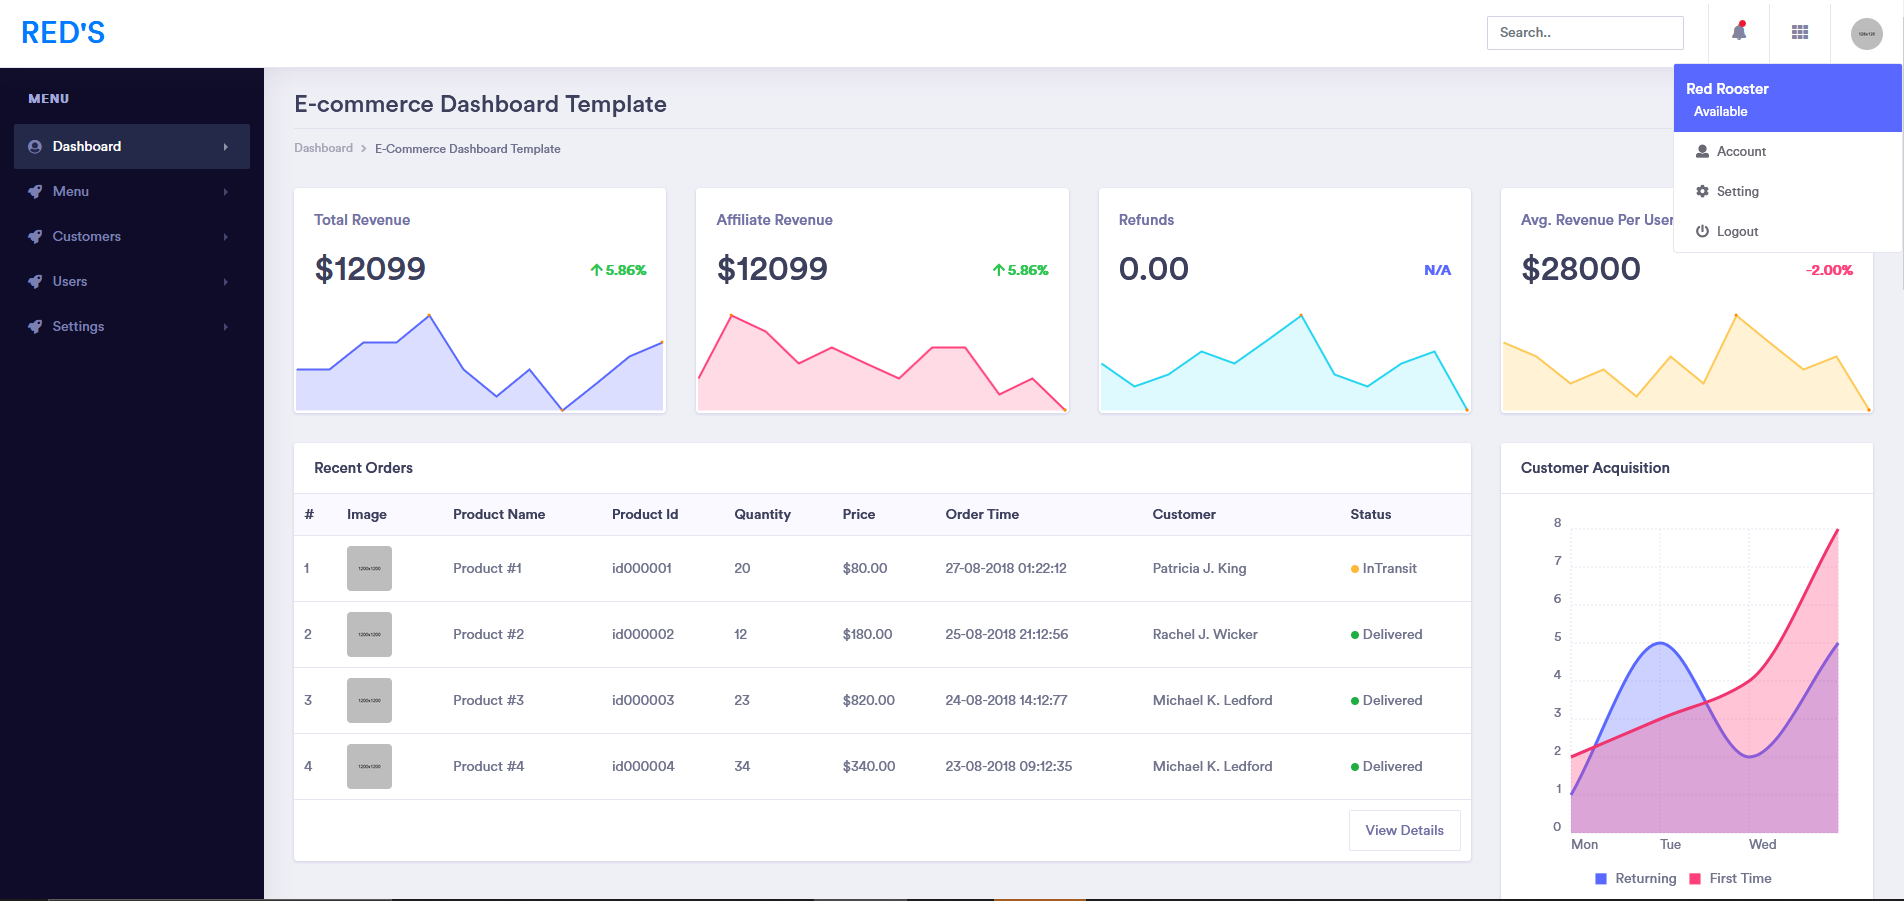 RED'S
Search..
128x128
Red Rooster
Available
Account
Setting
Logout
MENU
Dashboard
Menu
Customers
Users
Settings
E-commerce Dashboard Template
Dashboard E-Commerce Dashboard Template
Total Revenue
$12099
5.86%
Affiliate Revenue
$12099
5.86%
Refunds
0.00
N/A
Avg. Revenue Per User
$28000
-2.00%
Recent Orders
# Image Product Name Product Id Quantity Price Order Time Customer Status
1 1200x1200 Product #1 id000001 20 $80.00 27-08-2018 01:22:12 Patricia J. King InTransit
2 1200x1200 Product #2 id000002 12 $180.00 25-08-2018 21:12:56 Rachel J. Wicker Delivered
3 1200x1200 Product #3 id000003 23 $820.00 24-08-2018 14:12:77 Michael K. Ledford Delivered
4 1200x1200 Product #4 id000004 34 $340.00 23-08-2018 09:12:35 Michael K. Ledford Delivered
View Details
Customer Acquisition
8
7
6
5
4
3
2
1
0
Mon Tue Wed
Returning First Time